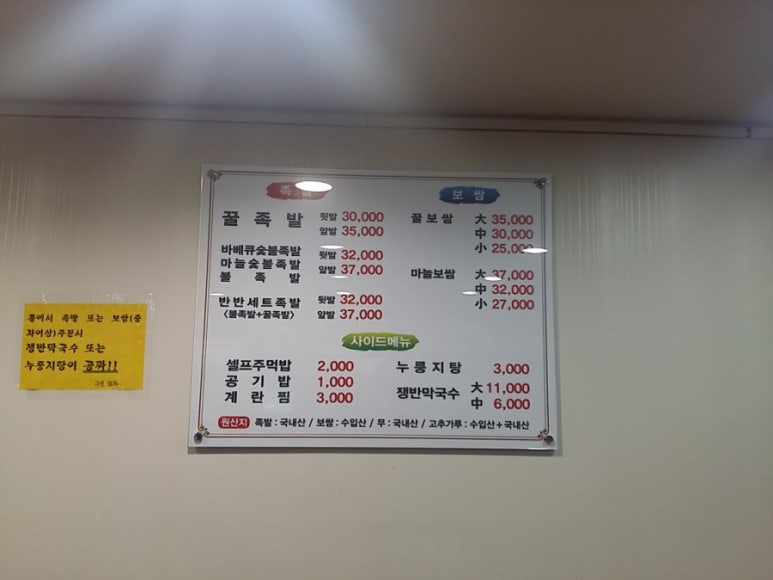 족발
꿀족발 뒷발 30,000
앞발 35,000
바베큐숯불족발
마늘숯불족발
불족발
뒷발 32,000
앞발 37,000
반반세트족발 뒷발 32,000
<불족발+꿀족발> 앞발 37,000
보쌈
꿀보쌈 大 35,000
中 30,000
小 25,000
마늘보쌈 大 37,000
中 32,000
小 27,000
사이드메뉴
셀프주먹밥 2,000
공기밥 1,000
계란찜 3,000
누룽지탕 3,000
쟁반막국수 大 11,000
中 6,000
원산지 족발 : 국내산 / 보쌈 : 수입산 / 무 : 국내산 / 고추가루 : 수입산+국내산
홀에서 족발 또는 보쌈(중
자이상)주문시
쟁반막국수 또는
누룽지탕이 공짜!!